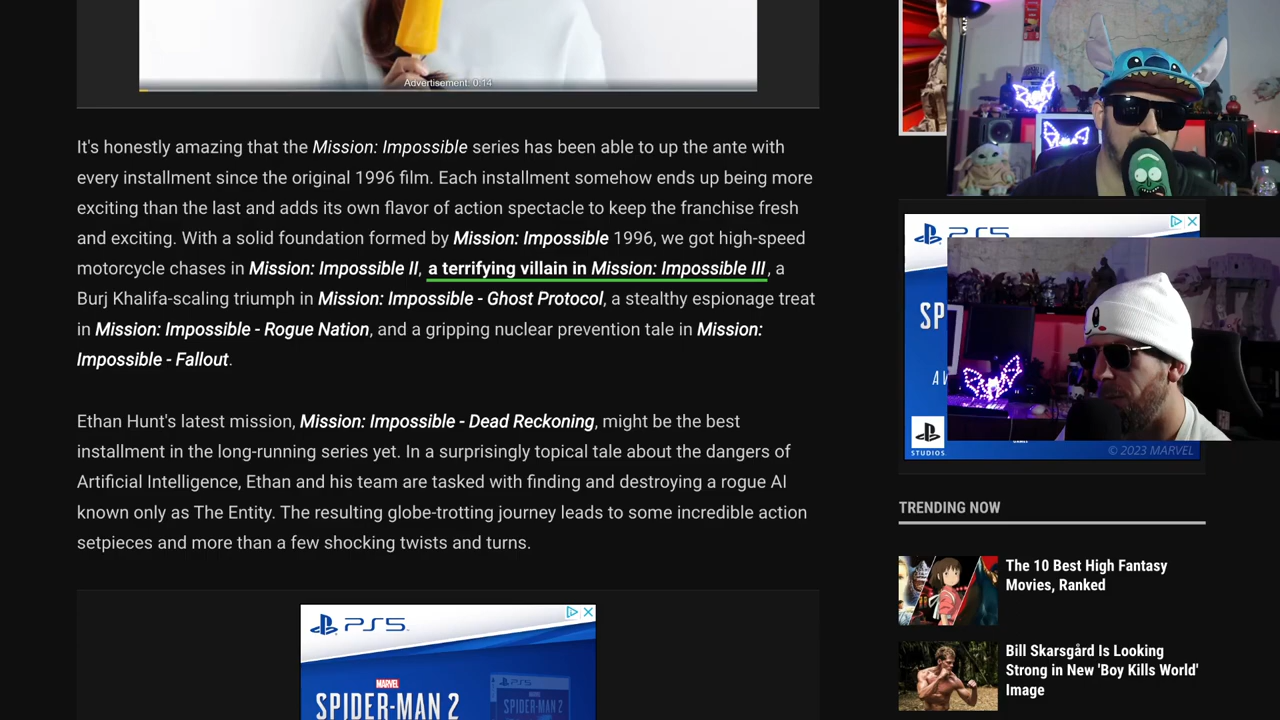 Advertisement: 0:14
It's honestly amazing that the Mission: Impossible series has been able to up the ante with
every installment since the original 1996 film. Each installment somehow ends up being more
exciting than the last and adds its own flavor of action spectacle to keep the franchise fresh
and exciting. With a solid foundation formed by Mission: Impossible 1996, we got high-speed
motorcycle chases in Mission: Impossible II, a terrifying villain in Mission: Impossible III, a
Burj Khalifa-scaling triumph in Mission: Impossible - Ghost Protocol, a stealthy espionage treat
in Mission: Impossible - Rogue Nation, and a gripping nuclear prevention tale in Mission:
Impossible - Fallout.
Ethan Hunt's latest mission, Mission: Impossible - Dead Reckoning, might be the best
installment in the long-running series yet. In a surprisingly topical tale about the dangers of
Artificial Intelligence, Ethan and his team are tasked with finding and destroying a rogue AI
known only as The Entity. The resulting globe-trotting journey leads to some incredible action
setpieces and more than a few shocking twists and turns.
PS5
MARVEL
SPIDER-MAN 2
PS5
PS5
SP
STUDIOS
© 2023 MARVEL
TRENDING NOW
The 10 Best High Fantasy
Movies, Ranked
Bill Skarsgård Is Looking
Strong in New 'Boy Kills World'
Image